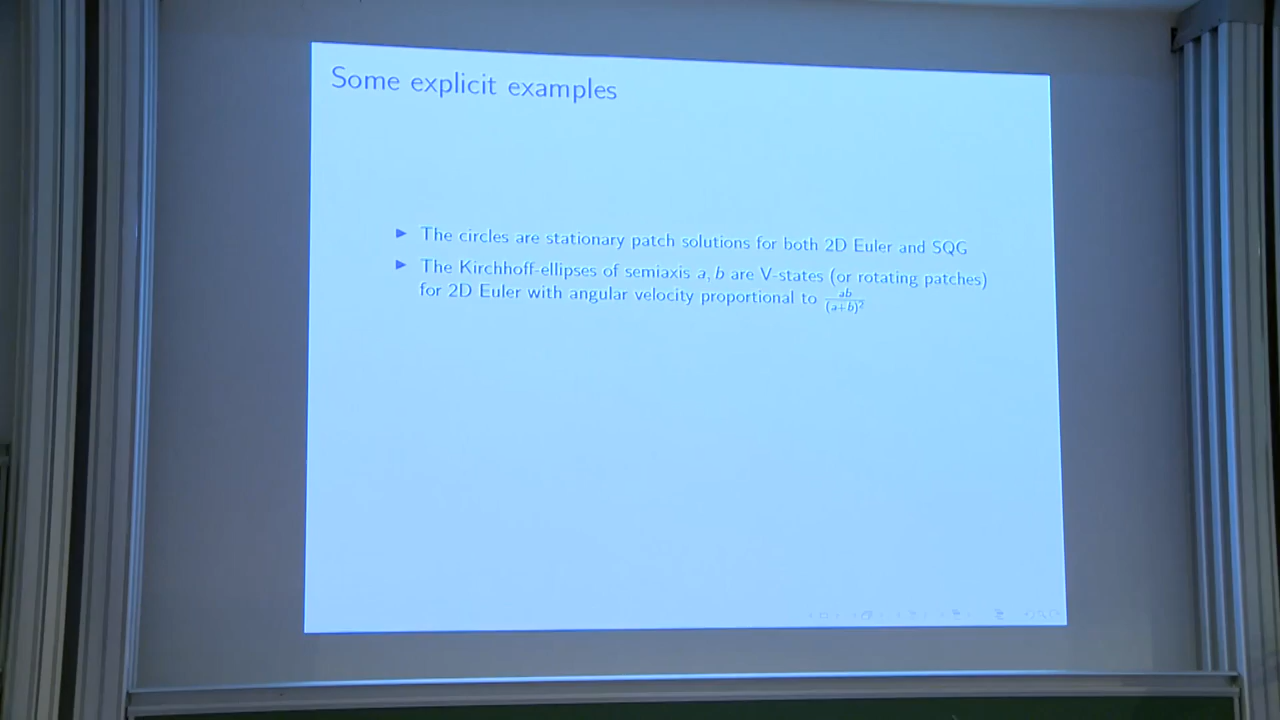 Some explicit examples
▶ The circles are stationary patch solutions for both 2D Euler and SQG
▶ The Kirchhoff-ellipses of semiaxis a, b are V-states (or rotating patches)
for 2D Euler with angular velocity proportional to ab/(a+b)²